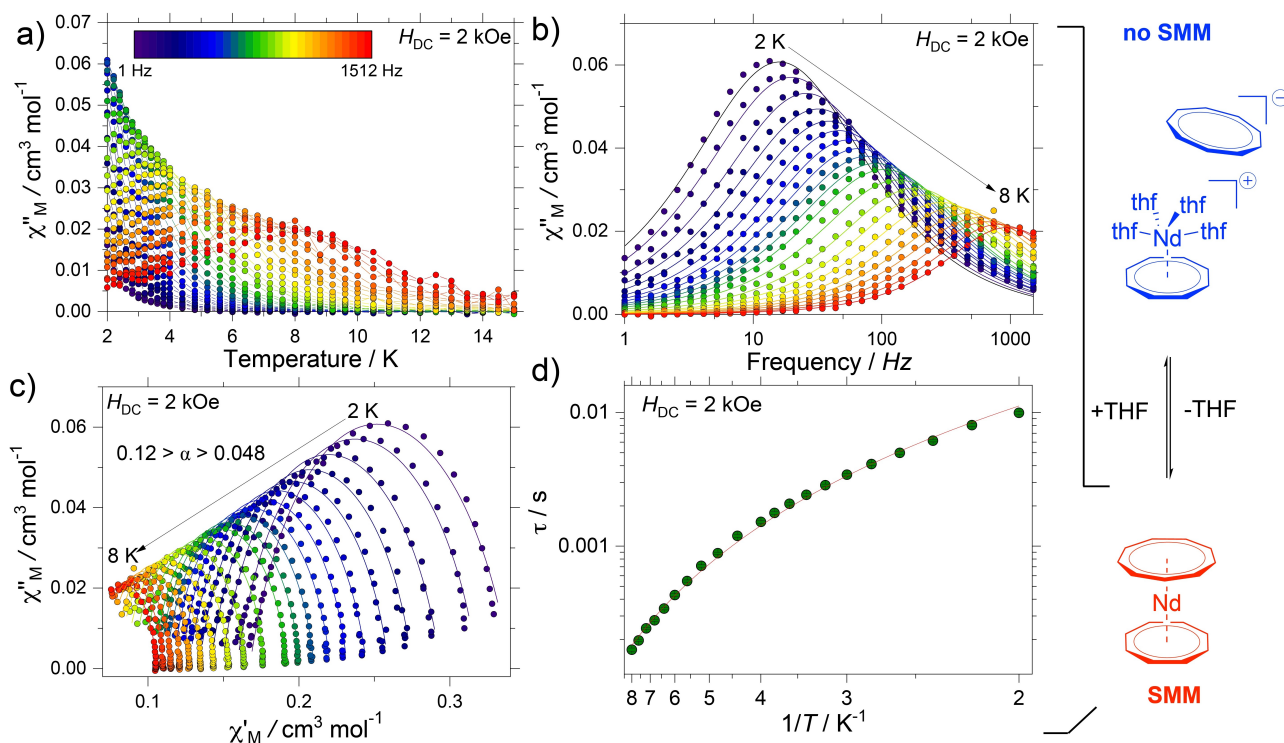 a)
H_DC = 2 kOe
1 Hz
1512 Hz
χ"_M / cm³ mol⁻¹
0.07
0.06
0.05
0.04
0.03
0.02
0.01
0.00
2 4 6 8 10 12 14
Temperature / K
b)
H_DC = 2 kOe
2 K
8 K
χ"_M / cm³ mol⁻¹
0.06
0.04
0.02
0.00
1 10 100 1000
Frequency / Hz
c)
H_DC = 2 kOe
2 K
0.12 > α > 0.048
8 K
χ"_M / cm³ mol⁻¹
0.06
0.04
0.02
0.00
0.1 0.2 0.3
χ'_M / cm³ mol⁻¹
d)
H_DC = 2 kOe
τ / s
0.01
0.001
8 7 6 5 4 3 2
1/T / K⁻¹
no SMM
−
+
thf thf
thf Nd thf
+THF -THF
Nd
SMM